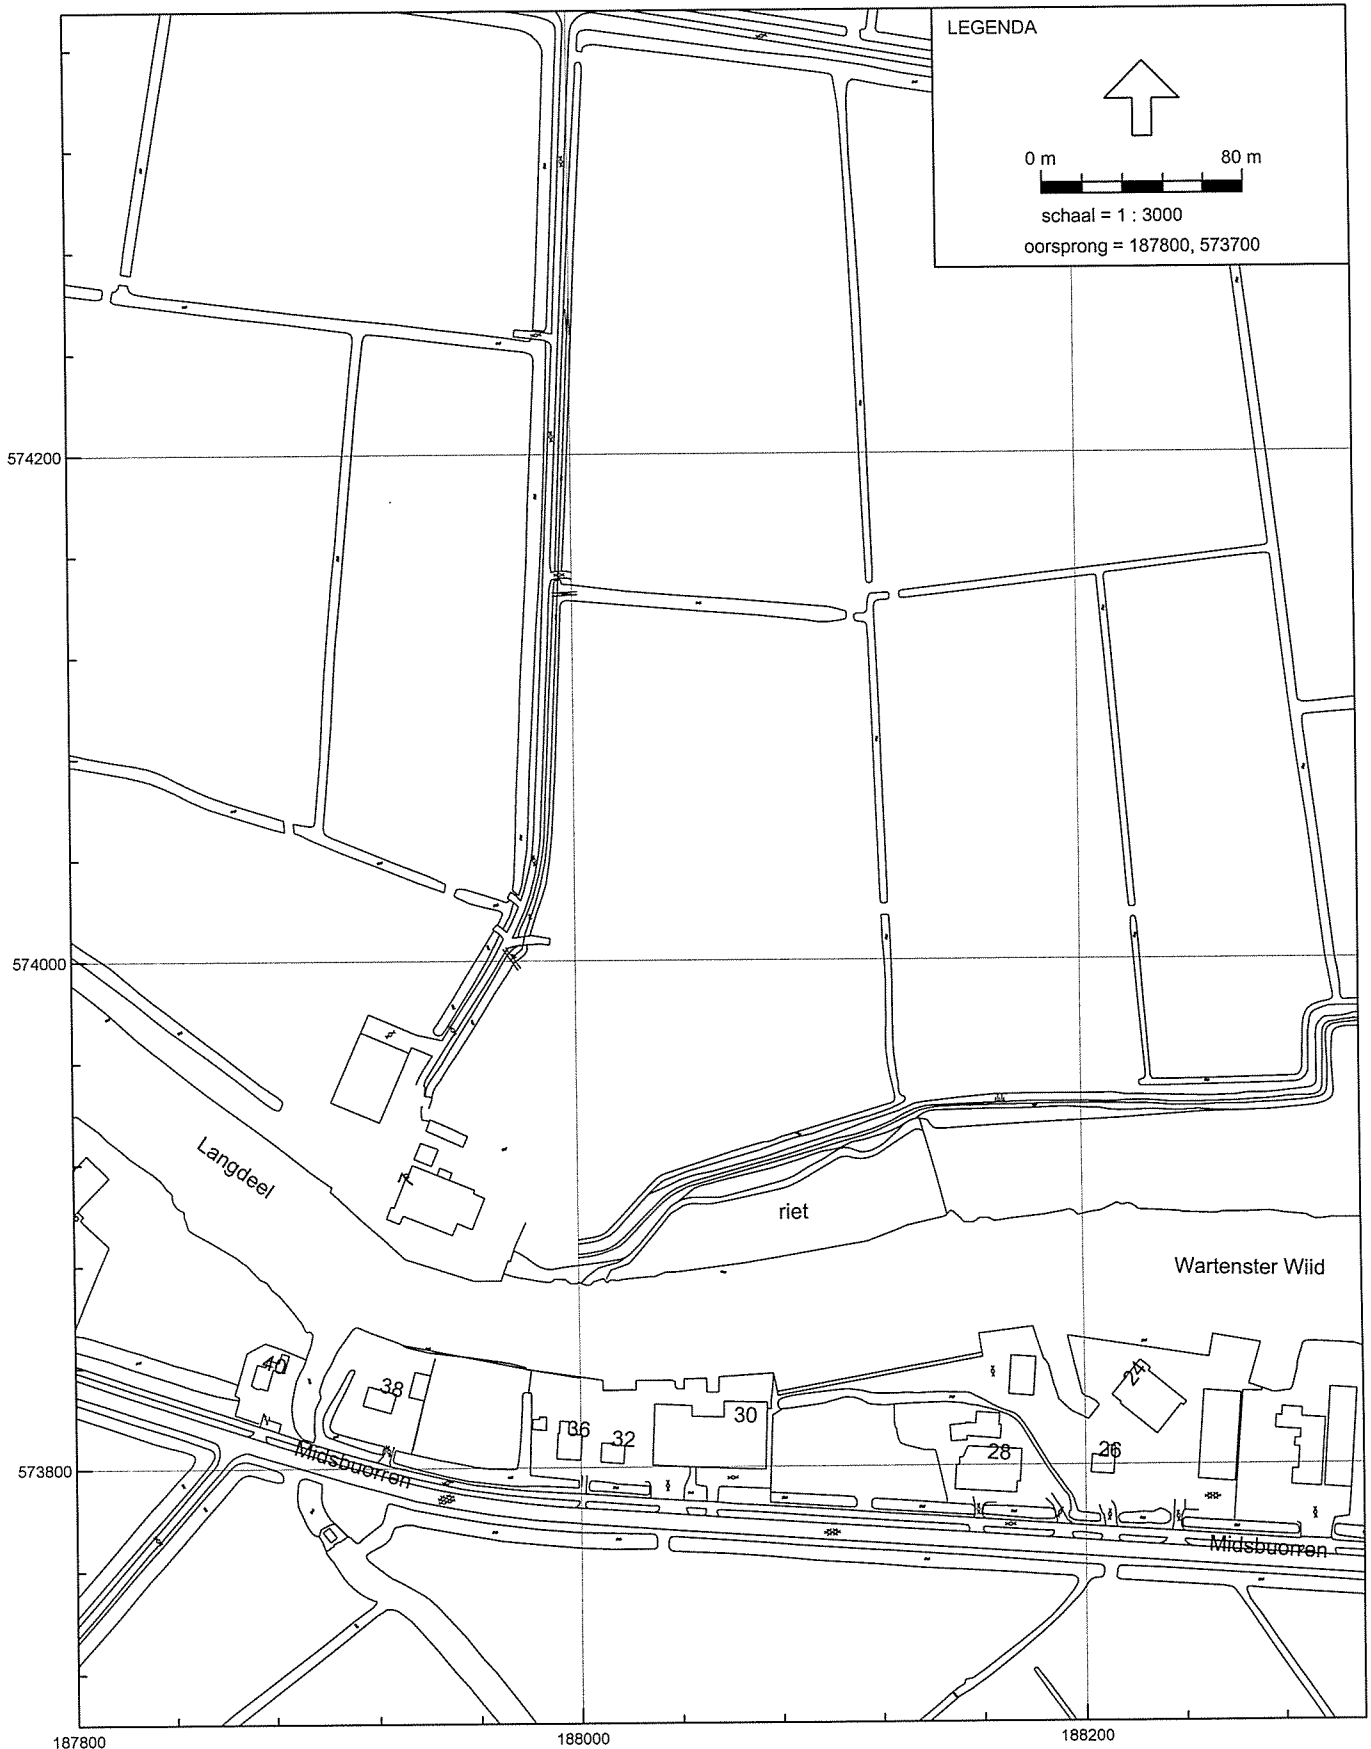 LEGENDA
0 m 80 m
schaal = 1 : 3000
oorsprong = 187800, 573700
574200
574000
Langdeel
riet
Wartenster Wiid
40
38
36
32
30
28
26
24
Midsbuorren
573800
Midsbuorren
187800 188000 188200